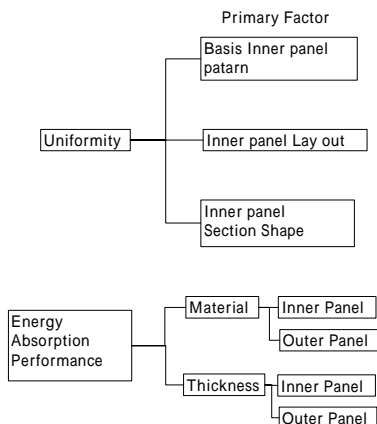 Primary Factor
Basis Inner panel
patarn
Uniformity
Inner panel Lay out
Inner panel
Section Shape
Energy
Absorption
Performance
Material
Inner Panel
Outer Panel
Thickness
Inner Panel
Outer Panel